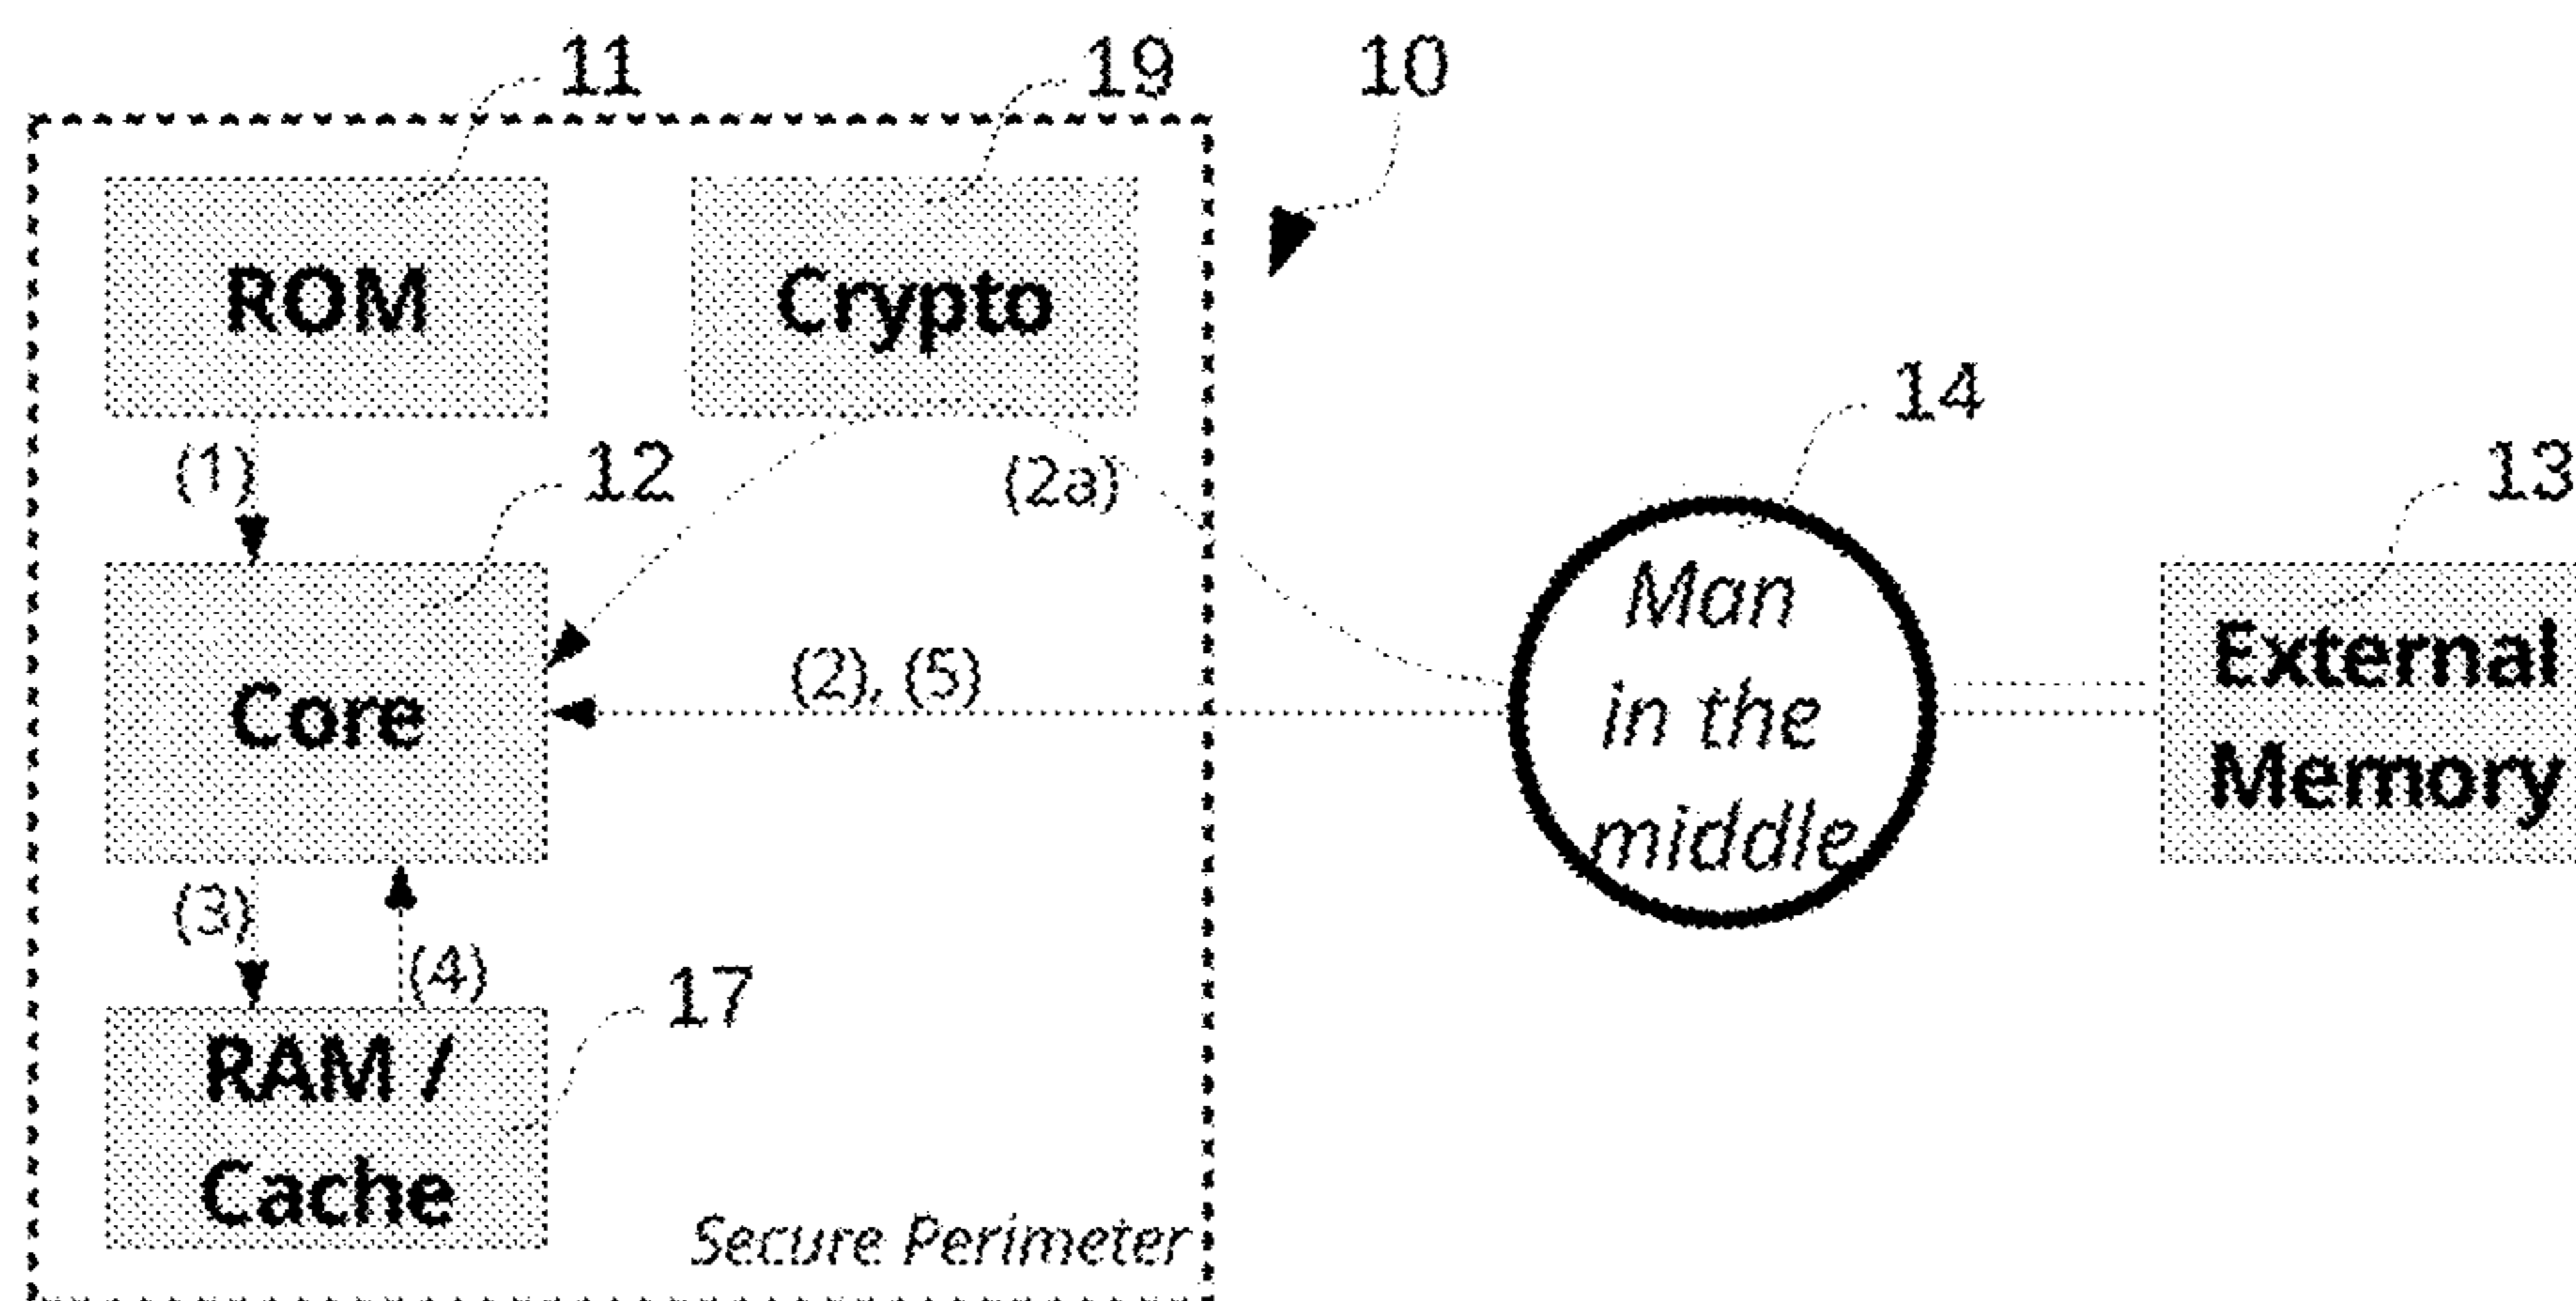 11
19
10
ROM
Crypto
14
(1)
12
(2a)
13
Man
in the
middle
External
Memory
Core
(2), (5)
(3)
(4)
17
RAM /
Cache
Secure Perimeter